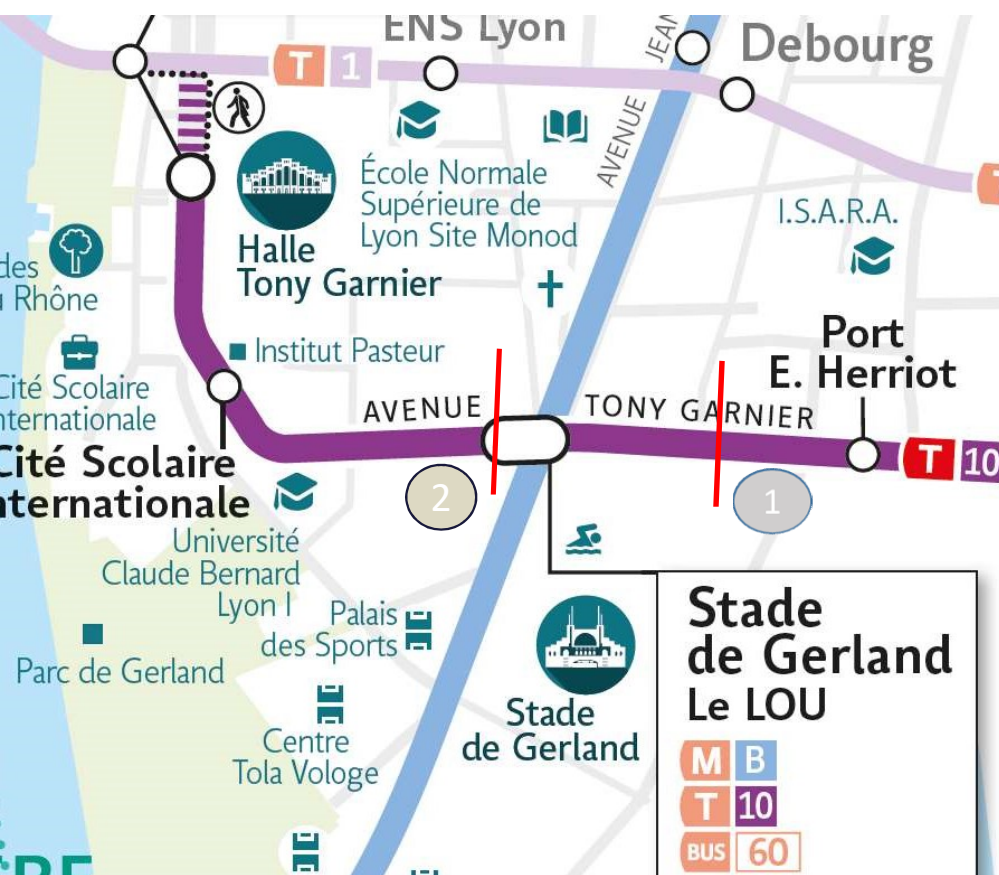 ENS Lyon
JEAN
Debourg
T 1
AVENUE
École Normale
Supérieure de
Lyon Site Monod
I.S.A.R.A.
Halle
Tony Garnier
des
Rhône
Port
E. Herriot
Institut Pasteur
Cité Scolaire
nternationale
AVENUE
TONY GARNIER
Cité Scolaire
nternationale
T 10
2
1
Université
Claude Bernard
Lyon I
Palais
des Sports
Parc de Gerland
Stade
de Gerland
Le LOU
Stade
de Gerland
Centre
Tola Vologe
M B
T 10
BUS 60